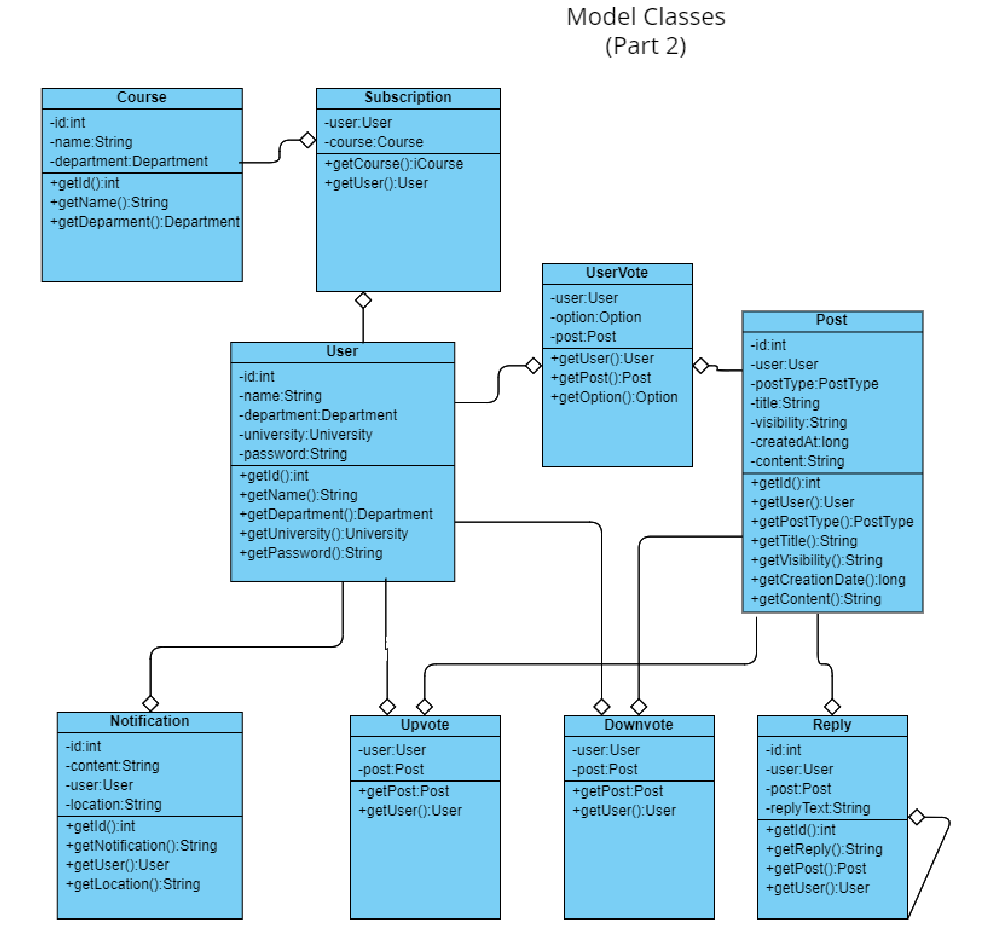 Model Classes
(Part 2)
Course
-id:int
-name:String
-department:Department
+getId():int
+getName():String
+getDeparment():Department
Subscription
-user:User
-course:Course
+getCourse():iCourse
+getUser():User
UserVote
-user:User
-option:Option
-post:Post
+getUser():User
+getPost():Post
+getOption():Option
Post
-id:int
-user:User
-postType:PostType
-title:String
-visibility:String
-createdAt:long
-content:String
+getId():int
+getUser():User
+getPostType():PostType
+getTitle():String
+getVisibility():String
+getCreationDate():long
+getContent():String
User
-id:int
-name:String
-department:Department
-university:University
-password:String
+getId():int
+getName():String
+getDepartment():Department
+getUniversity():University
+getPassword():String
Notification
-id:int
-content:String
-user:User
-location:String
+getId():int
+getNotification():String
+getUser():User
+getLocation():String
Upvote
-user:User
-post:Post
+getPost:Post
+getUser():User
Downvote
-user:User
-post:Post
+getPost:Post
+getUser():User
Reply
-id:int
-user:User
-post:Post
-replyText:String
+getId():int
+getReply():String
+getPost():Post
+getUser():User